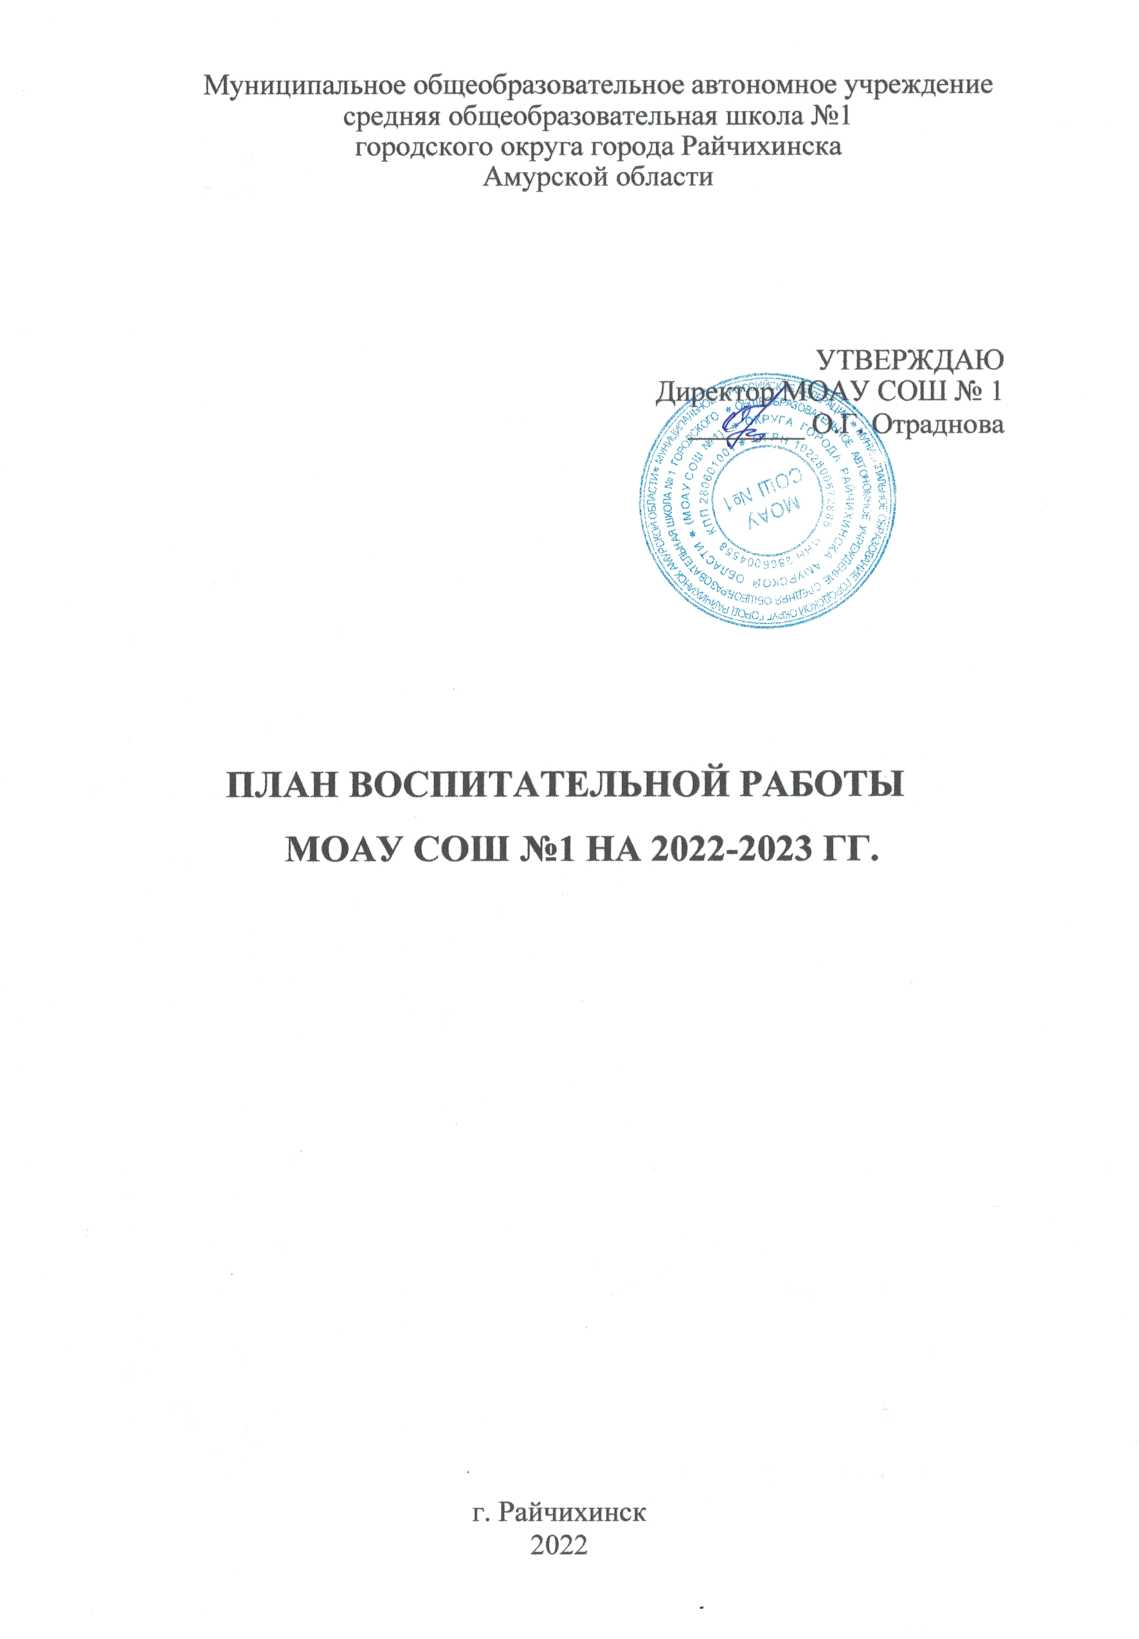 Муниципальное общеобразовательное автономное учреждение
средняя общеобразовательная школа №1
городского округа города Райчихинска
Амурской области
УТВЕРЖДАЮ
Директор МОАУ СОШ № 1
О.Г. Отраднова
МОАУ
СОШ №1
ПЛАН ВОСПИТАТЕЛЬНОЙ РАБОТЫ
МОАУ СОШ №1 НА 2022-2023 ГГ.
г. Райчихинск
2022